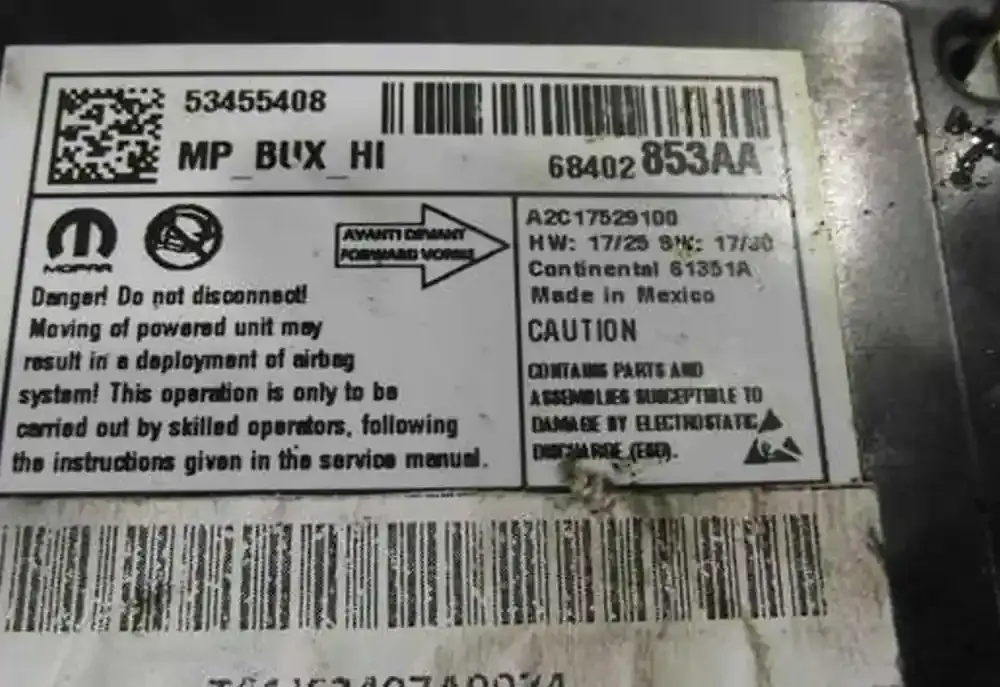 53455408
MP_BUX_HI
68402853AA
MOPAR
AVANTI DEVANT
FORWARD VORNE
Danger! Do not disconnect!
Moving of powered unit may
result in a deployment of airbag
system! This operation is only to be
carried out by skilled operators, following
the instructions given in the service manual.
A2C17529100
HW: 17/25 SW: 17/30
Continental 61351A
Made in Mexico
CAUTION
CONTAINS PARTS AND
ASSEMBLIES SUSCEPTIBLE TO
DAMAGE BY ELECTROSTATIC
DISCHARGE (ESD).